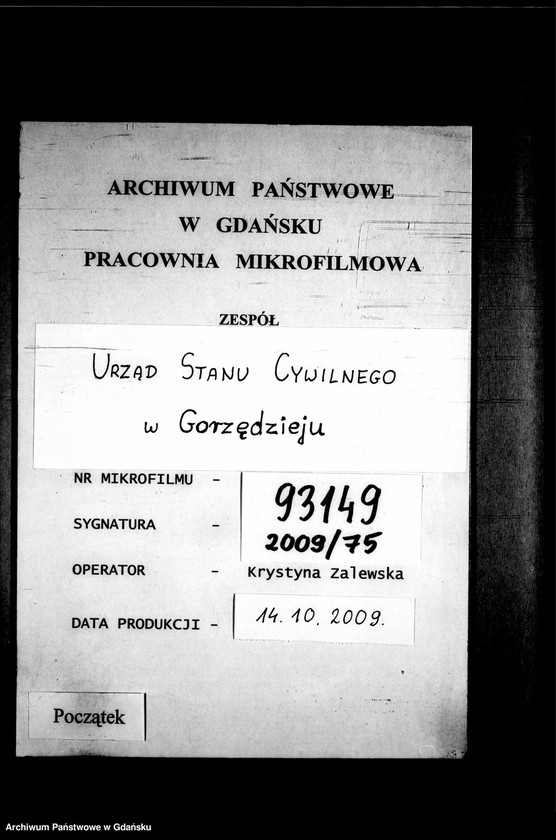 ARCHIWUM PAŃSTWOWE
W GDAŃSKU
PRACOWNIA MIKROFILMOWA
ZESPÓŁ
URZĄD STANU CYWILNEGO
w Gorzędzieju
NR MIKROFILMU - 93149
SYGNATURA - 2009/75
OPERATOR - Krystyna Zalewska
DATA PRODUKCJI - 14.10.2009.
Początek
Archiwum Państwowe w Gdańsku